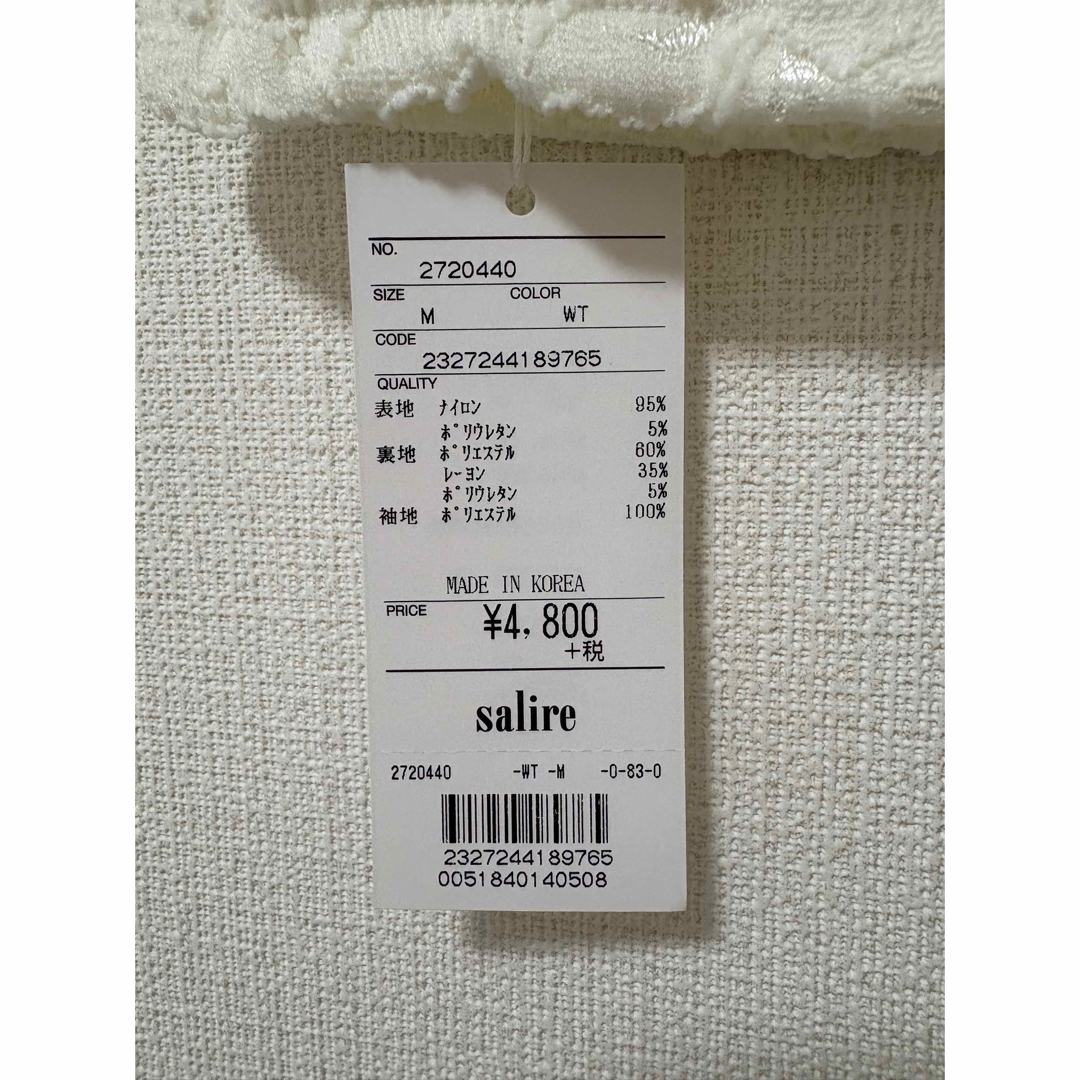 NO.
2720440
SIZE COLOR
M WT
CODE
2327244189765
QUALITY
表地 ﾅｲﾛﾝ 95%
ﾎﾟﾘｳﾚﾀﾝ 5%
裏地 ﾎﾟﾘｴｽﾃﾙ 60%
ﾚｰﾖﾝ 35%
ﾎﾟﾘｳﾚﾀﾝ 5%
袖地 ﾎﾟﾘｴｽﾃﾙ 100%
MADE IN KOREA
PRICE ¥4,800
+税
salire
2720440 -WT -M -0-83-0
2327244189765
0051840140508